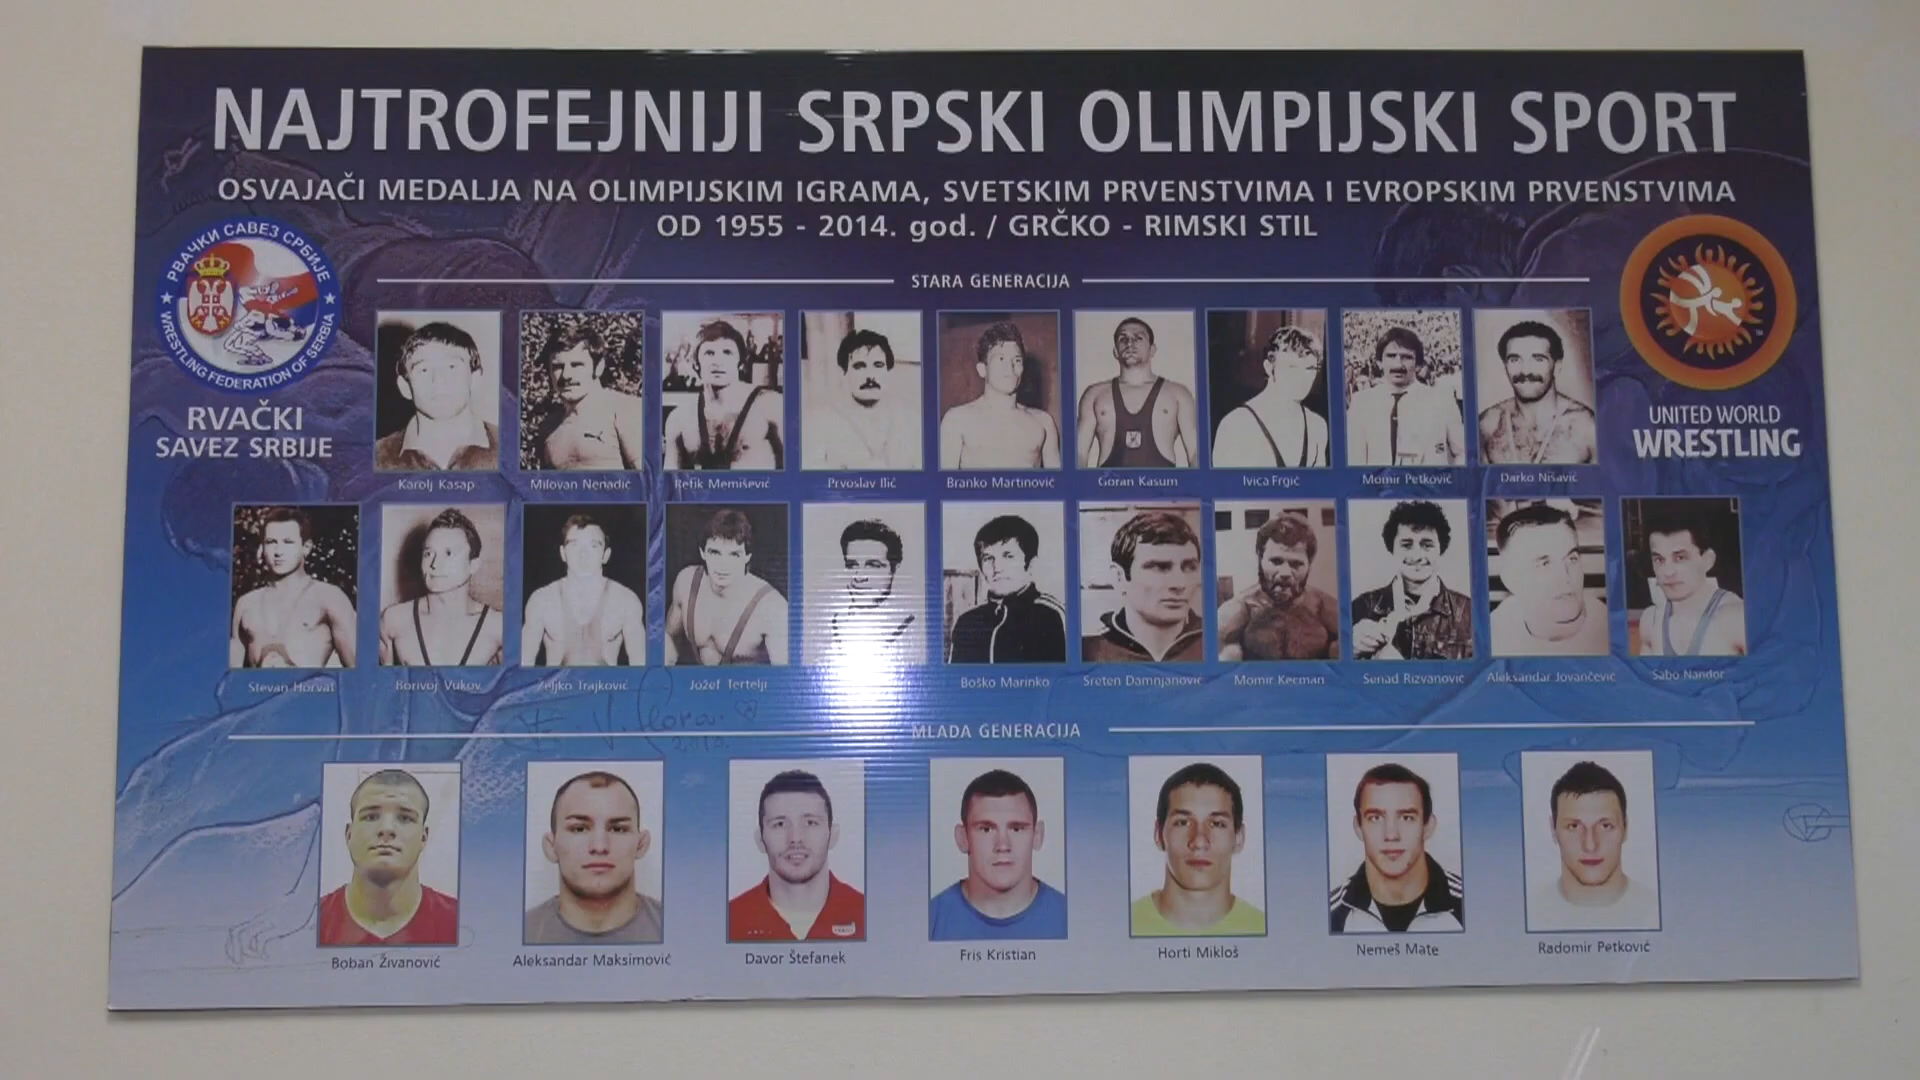 NAJTROFEJNIJI SRPSKI OLIMPIJSKI SPORT
OSVAJAČI MEDALJA NA OLIMPIJSKIM IGRAMA, SVETSKIM PRVENSTVIMA I EVROPSKIM PRVENSTVIMA
OD 1955 - 2014. god. / GRČKO - RIMSKI STIL
РВАЧКИ САВЕЗ СРБИЈЕ
WRESTLING FEDERATION OF SERBIA
RVAČKI
SAVEZ SRBIJE
STARA GENERACIJA
UNITED WORLD
WRESTLING
Karolj Kasap Milovan Nenadić Refik Memišević Prvoslav Ilić Branko Martinović Goran Kasum Ivica Frgić Momir Petković Darko Nišavić
Stevan Horvat Borivoj Vukov Željko Trajković Jožef Tertelji Boško Marinko Sreten Damnjanović Momir Kecman Senad Rizvanović Aleksandar Jovančević Sabo Nandor
MLADA GENERACIJA
Boban Živanović Aleksandar Maksimović Davor Štefanek Fris Kristian Horti Mikloš Nemeš Mate Radomir Petković